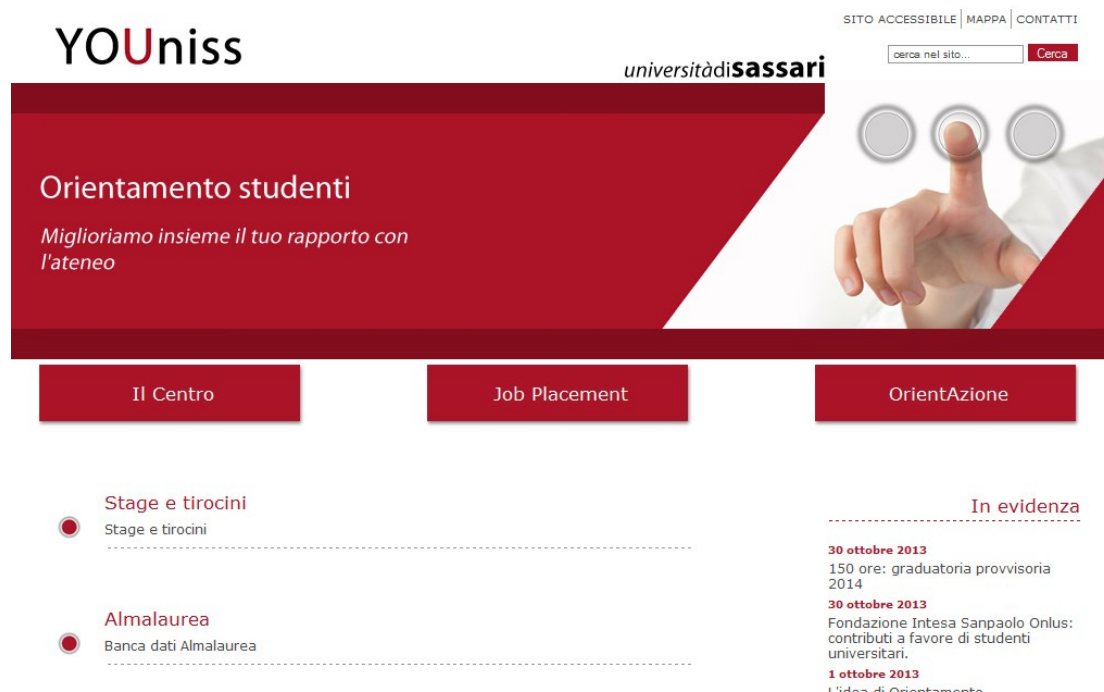 SITO ACCESSIBILE MAPPA CONTATTI
YOUniss
cerca nel sito... Cerca
universitàdisassari
Orientamento studenti
Miglioriamo insieme il tuo rapporto con
l'ateneo
Il Centro
Job Placement
OrientAzione
Stage e tirocini
Stage e tirocini
Almalaurea
Banca dati Almalaurea
In evidenza
30 ottobre 2013
150 ore: graduatoria provvisoria
2014
30 ottobre 2013
Fondazione Intesa Sanpaolo Onlus:
contributi a favore di studenti
universitari.
1 ottobre 2013
L'idea di Orientamento